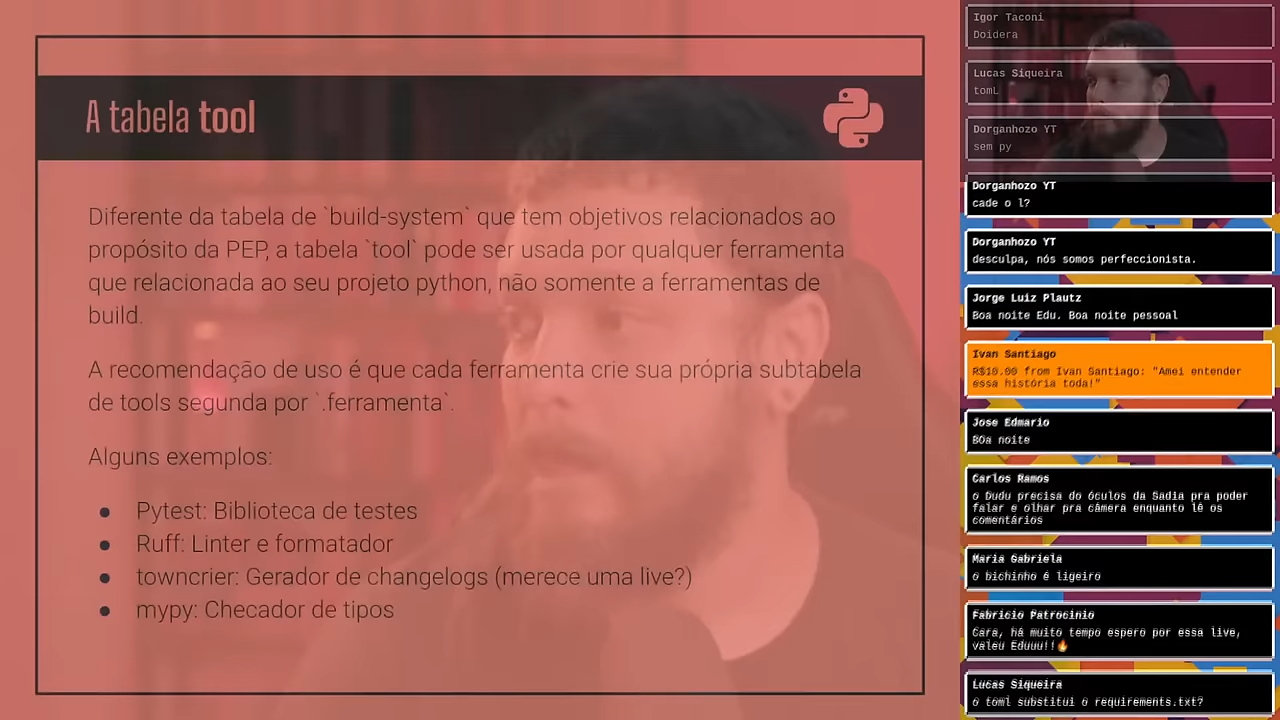 A tabela tool
Diferente da tabela de `build-system` que tem objetivos relacionados ao
propósito da PEP, a tabela `tool` pode ser usada por qualquer ferramenta
que relacionada ao seu projeto python, não somente a ferramentas de
build.
A recomendação de uso é que cada ferramenta crie sua própria subtabela
de tools segunda por `.ferramenta`.
Alguns exemplos:
● Pytest: Biblioteca de testes
● Ruff: Linter e formatador
● towncrier: Gerador de changelogs (merece uma live?)
● mypy: Checador de tipos
Igor Taconi
Doidera
Lucas Siqueira
tomL
Dorganhozo YT
sem py
Dorganhozo YT
cade o l?
Dorganhozo YT
desculpa, nós somos perfeccionista.
Jorge Luiz Plautz
Boa noite Edu. Boa noite pessoal
Ivan Santiago
R$10.00 from Ivan Santiago: "Amei entender
essa história toda!"
Jose Edmario
BOa noite
Carlos Ramos
o Dudu precisa do óculos da Sadia pra poder
falar e olhar pra câmera enquanto lê os
comentários
Maria Gabriela
o bichinho é ligeiro
Fabricio Patrocinio
Cara, há muito tempo espero por essa live,
valeu Eduuu!!🔥
Lucas Siqueira
o toml substitui o requirements.txt?